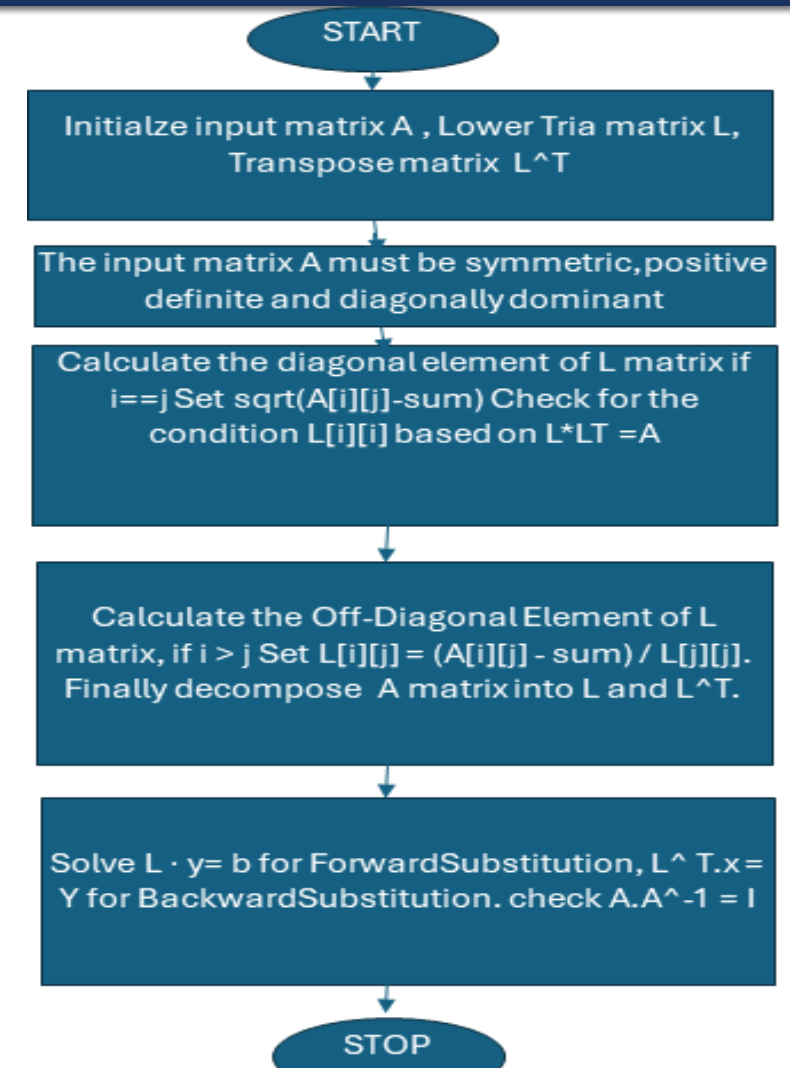 START
Initialze input matrix A , Lower Tria matrix L,
Transpose matrix L^T
The input matrix A must be symmetric,positive
definite and diagonally dominant
Calculate the diagonal element of L matrix if
i==j Set sqrt(A[i][j]-sum) Check for the
condition L[i][i] based on L*LT =A
Calculate the Off-Diagonal Element of L
matrix, if i > j Set L[i][j] = (A[i][j] - sum) / L[j][j].
Finally decompose A matrix into L and L^T.
Solve L · y= b for ForwardSubstitution, L^ T.x=
Y for BackwardSubstitution. check A.A^-1 = I
STOP